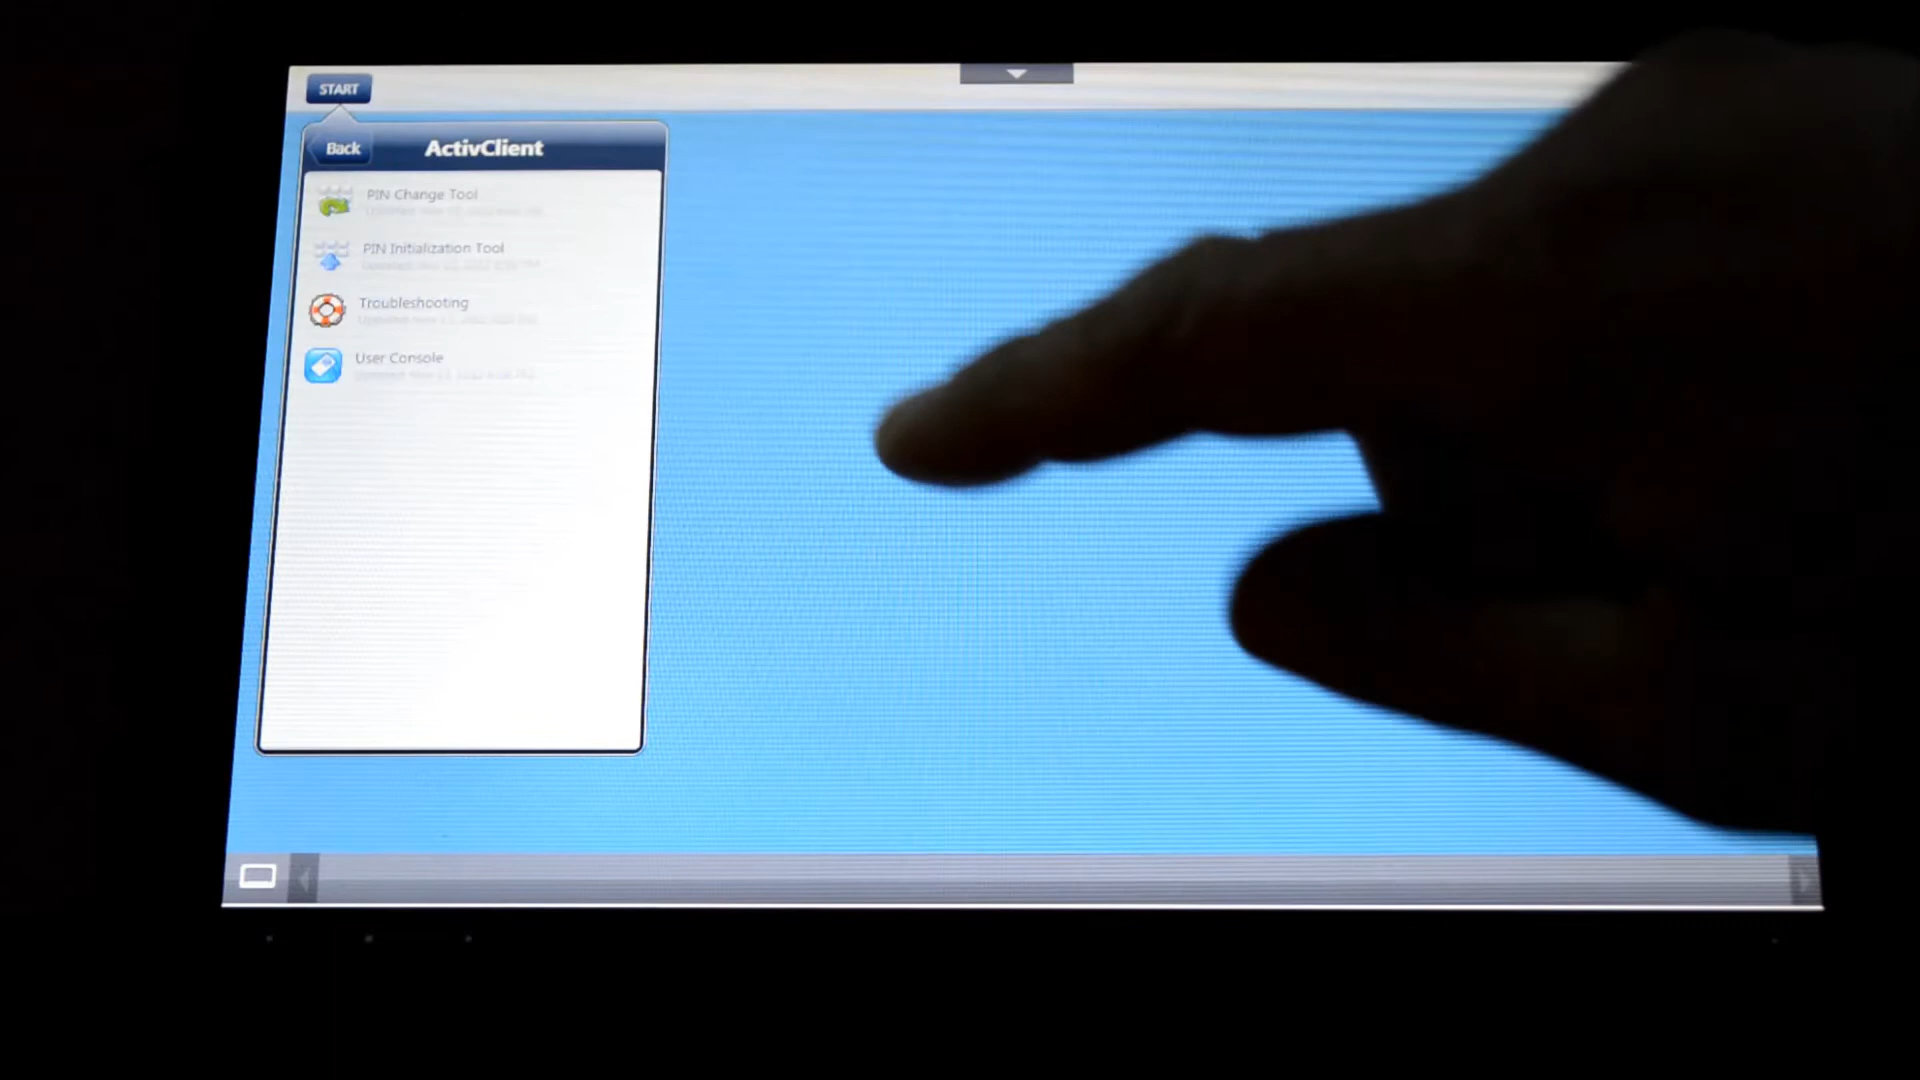 START
Back
ActivClient
PIN Change Tool
PIN Initialization Tool
Troubleshooting
User Console